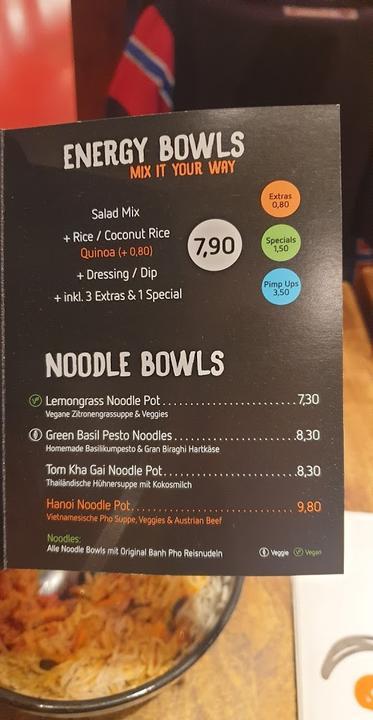 ENERGY BOWLS
MIX IT YOUR WAY
Salad Mix
+ Rice / Coconut Rice
Quinoa (+ 0,80)
+ Dressing / Dip
+ inkl. 3 Extras & 1 Special
7,90
Extras
0,80
Specials
1,50
Pimp Ups
3,50
NOODLE BOWLS
Lemongrass Noodle Pot 7,30
Vegane Zitronengrassuppe & Veggies
Green Basil Pesto Noodles 8,30
Homemade Basilikumpesto & Gran Biraghi Hartkäse
Tom Kha Gai Noodle Pot 8,30
Thailändische Hühnersuppe mit Kokosmilch
Hanoi Noodle Pot 9,80
Vietnamesische Pho Suppe, Veggies & Austrian Beef
Noodles:
Alle Noodle Bowls mit Original Banh Pho Reisnudeln
Veggie Vegan